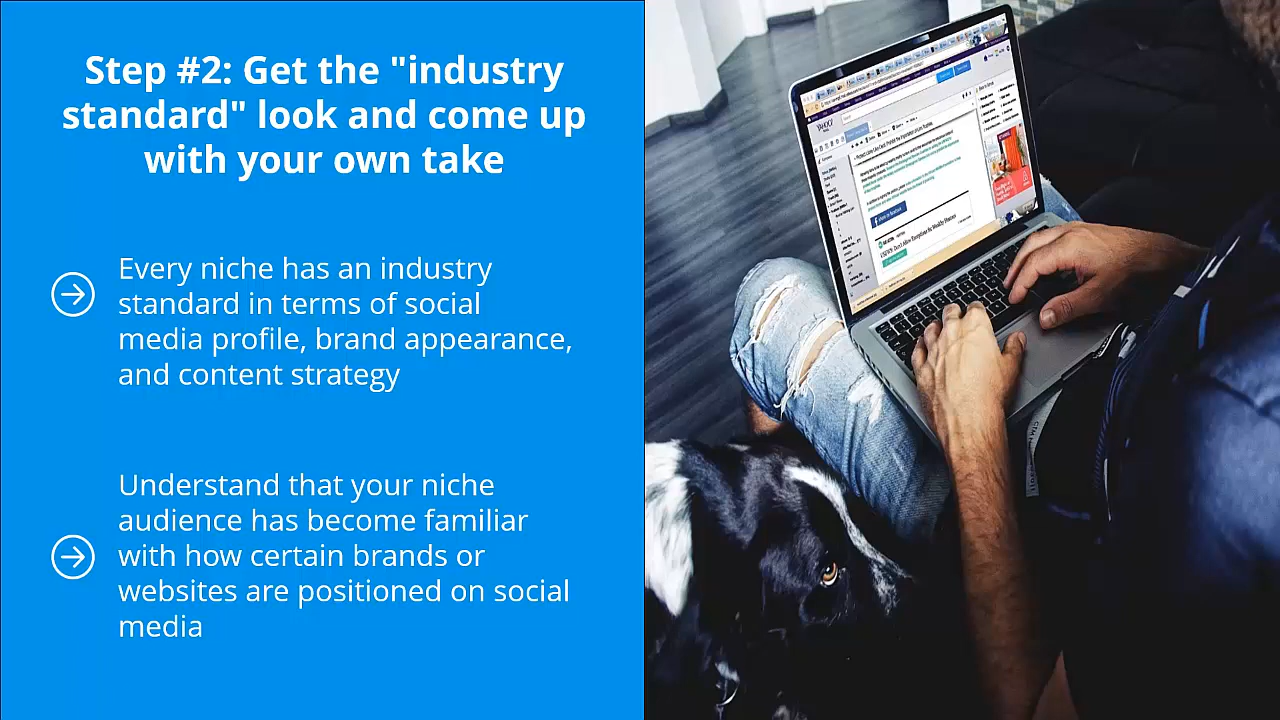 Step #2: Get the "industry
standard" look and come up
with your own take
Every niche has an industry
standard in terms of social
media profile, brand appearance,
and content strategy
Understand that your niche
audience has become familiar
with how certain brands or
websites are positioned on social
media
YAHOO!